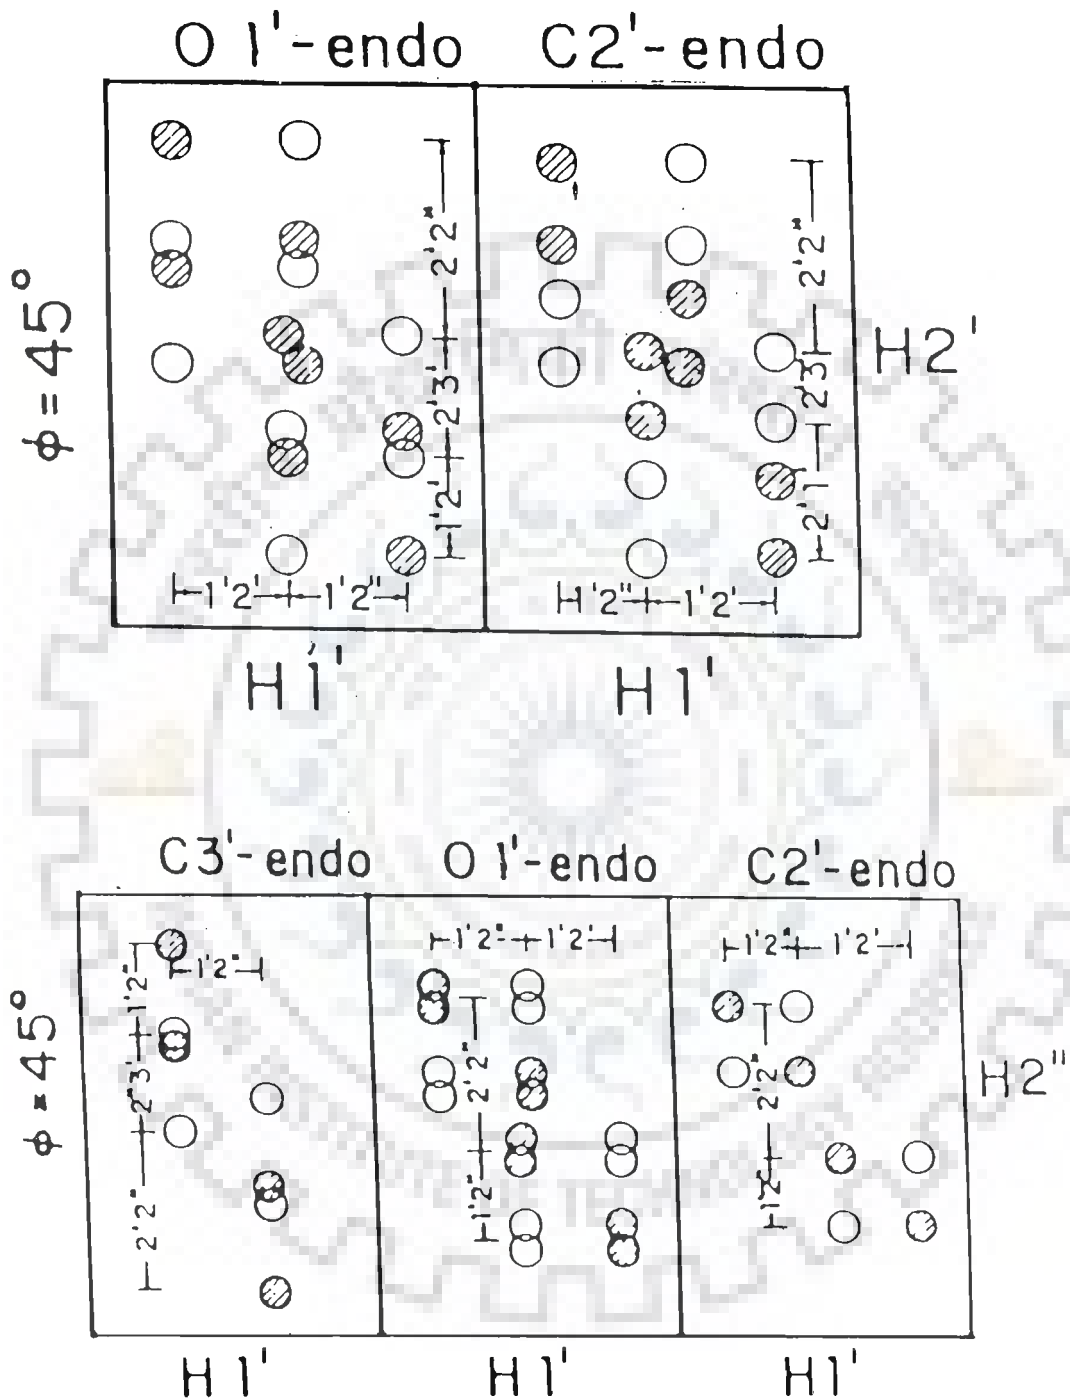 O 1'-endo C2'-endo
ϕ = 45°
2'2"
2'3'
1'2'
1'2' 1'2"
2'2"
2'3'
2'1'
1'2" 1'2'
H2'
H1' H1'
C3'-endo O 1'-endo C2'-endo
ϕ = 45°
1'2"
1'2"
2"3'
2'2"
1'2" 1'2'
2'2"
1'2"
1'2" 1'2'
2'2"
1'2"
H2"
H1' H1' H1'